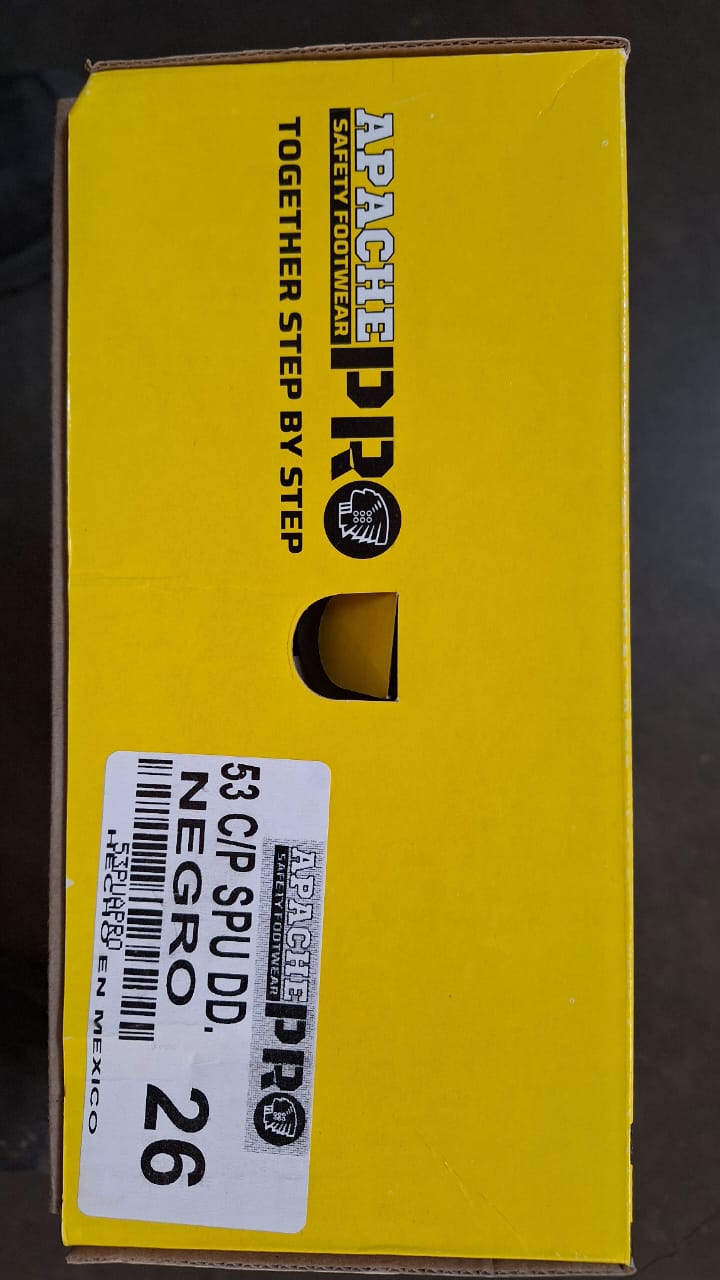 APACHE PRO
SAFETY FOOTWEAR
TOGETHER STEP BY STEP
APACHE PRO
SAFETY FOOTWEAR
53 C/P SPU DD.
NEGRO
26
53PUAPRO
HECHO EN MEXICO